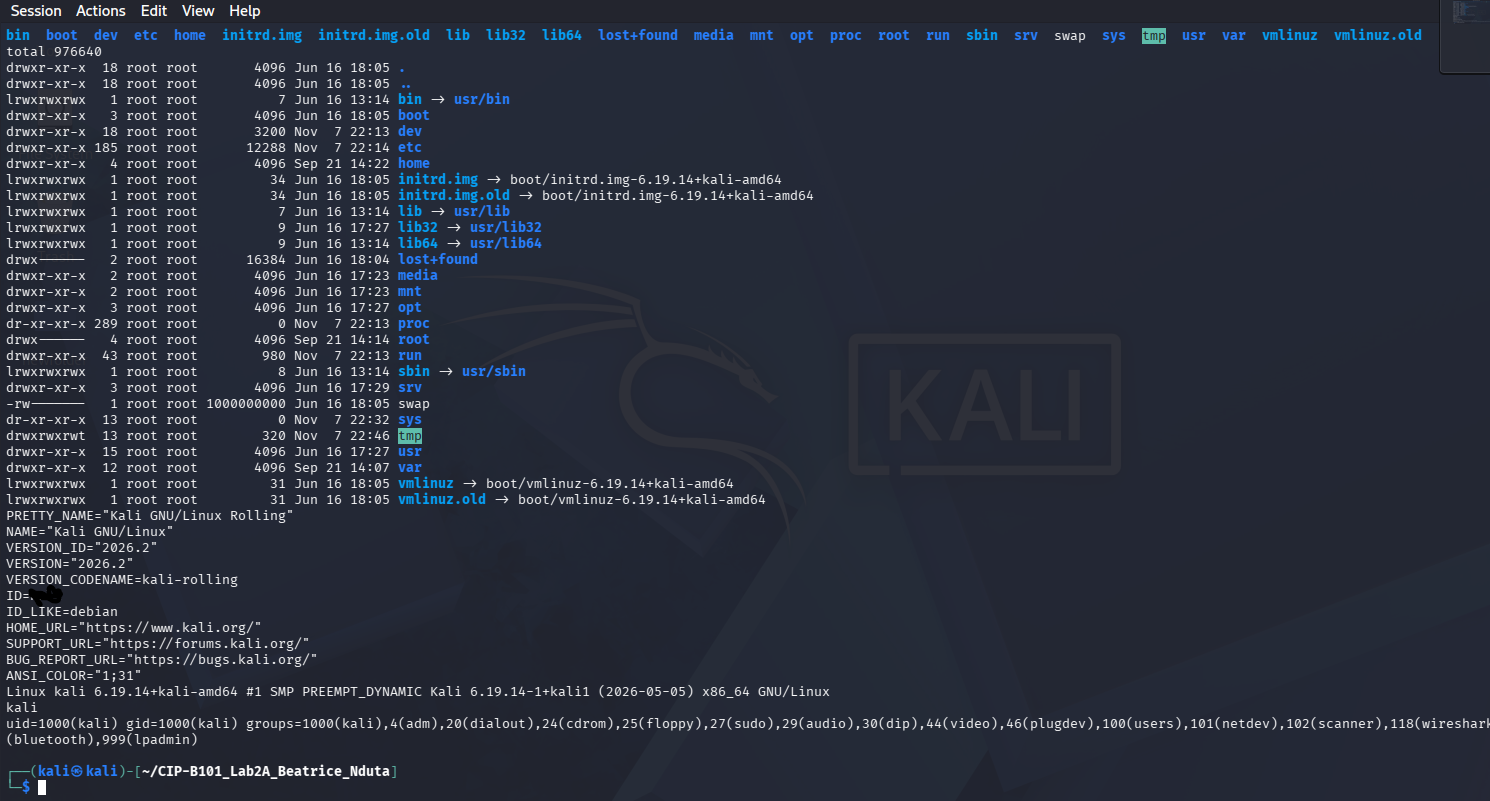 Session Actions Edit View Help
bin boot dev etc home initrd.img initrd.img.old lib lib32 lib64 lost+found media mnt opt proc root run sbin srv swap sys tmp usr var vmlinuz vmlinuz.old
total 976640
drwxr-xr-x 18 root root 4096 Jun 16 18:05 .
drwxr-xr-x 18 root root 4096 Jun 16 18:05 ..
lrwxrwxrwx 1 root root 7 Jun 16 13:14 bin → usr/bin
drwxr-xr-x 3 root root 4096 Jun 16 18:05 boot
drwxr-xr-x 18 root root 3200 Nov 7 22:13 dev
drwxr-xr-x 185 root root 12288 Nov 7 22:14 etc
drwxr-xr-x 4 root root 4096 Sep 21 14:22 home
lrwxrwxrwx 1 root root 34 Jun 16 18:05 initrd.img → boot/initrd.img-6.19.14+kali-amd64
lrwxrwxrwx 1 root root 34 Jun 16 18:05 initrd.img.old → boot/initrd.img-6.19.14+kali-amd64
lrwxrwxrwx 1 root root 7 Jun 16 13:14 lib → usr/lib
lrwxrwxrwx 1 root root 9 Jun 16 17:27 lib32 → usr/lib32
lrwxrwxrwx 1 root root 9 Jun 16 13:14 lib64 → usr/lib64
drwx------ 2 root root 16384 Jun 16 18:04 lost+found
drwxr-xr-x 2 root root 4096 Jun 16 17:23 media
drwxr-xr-x 2 root root 4096 Jun 16 17:23 mnt
drwxr-xr-x 3 root root 4096 Jun 16 17:27 opt
dr-xr-xr-x 289 root root 0 Nov 7 22:13 proc
drwx------ 4 root root 4096 Sep 21 14:14 root
drwxr-xr-x 43 root root 980 Nov 7 22:13 run
lrwxrwxrwx 1 root root 8 Jun 16 13:14 sbin → usr/sbin
drwxr-xr-x 3 root root 4096 Jun 16 17:29 srv
-rw------- 1 root root 1000000000 Jun 16 18:05 swap
dr-xr-xr-x 13 root root 0 Nov 7 22:32 sys
drwxrwxrwt 13 root root 320 Nov 7 22:46 tmp
drwxr-xr-x 15 root root 4096 Jun 16 17:27 usr
drwxr-xr-x 12 root root 4096 Sep 21 14:07 var
lrwxrwxrwx 1 root root 31 Jun 16 18:05 vmlinuz → boot/vmlinuz-6.19.14+kali-amd64
lrwxrwxrwx 1 root root 31 Jun 16 18:05 vmlinuz.old → boot/vmlinuz-6.19.14+kali-amd64
PRETTY_NAME="Kali GNU/Linux Rolling"
NAME="Kali GNU/Linux"
VERSION_ID="2026.2"
VERSION="2026.2"
VERSION_CODENAME=kali-rolling
ID=
ID_LIKE=debian
HOME_URL="https://www.kali.org/"
SUPPORT_URL="https://forums.kali.org/"
BUG_REPORT_URL="https://bugs.kali.org/"
ANSI_COLOR="1;31"
Linux kali 6.19.14+kali-amd64 #1 SMP PREEMPT_DYNAMIC Kali 6.19.14-1+kali1 (2026-05-05) x86_64 GNU/Linux
kali
uid=1000(kali) gid=1000(kali) groups=1000(kali),4(adm),20(dialout),24(cdrom),25(floppy),27(sudo),29(audio),30(dip),44(video),46(plugdev),100(users),101(netdev),102(scanner),118(wireshark
(bluetooth),999(lpadmin)
┌──(kali㉿kali)-[~/CIP-B101_Lab2A_Beatrice_Nduta]
└─$
KALI